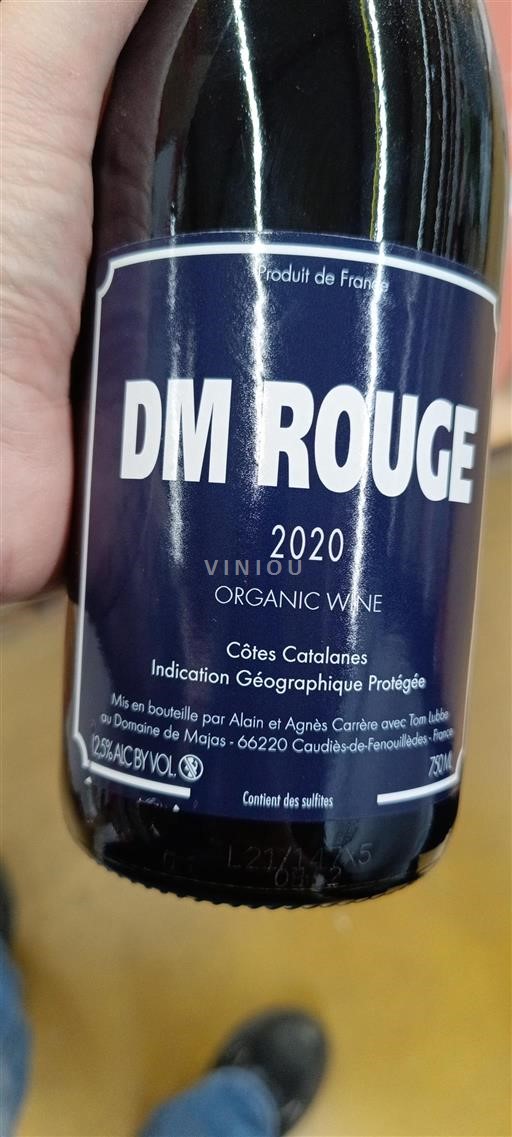 Produit de France
DM ROUGE
2020
VINIOU
ORGANIC WINE
Côtes Catalanes
Indication Géographique Protégée
Mis en bouteille par Alain et Agnès Carrère avec Tom Lubbe
au Domaine de Majas - 66220 Caudiès-de-Fenouillèdes - France
12,5% ALC BY VOL.
750 ML
Contient des sulfites